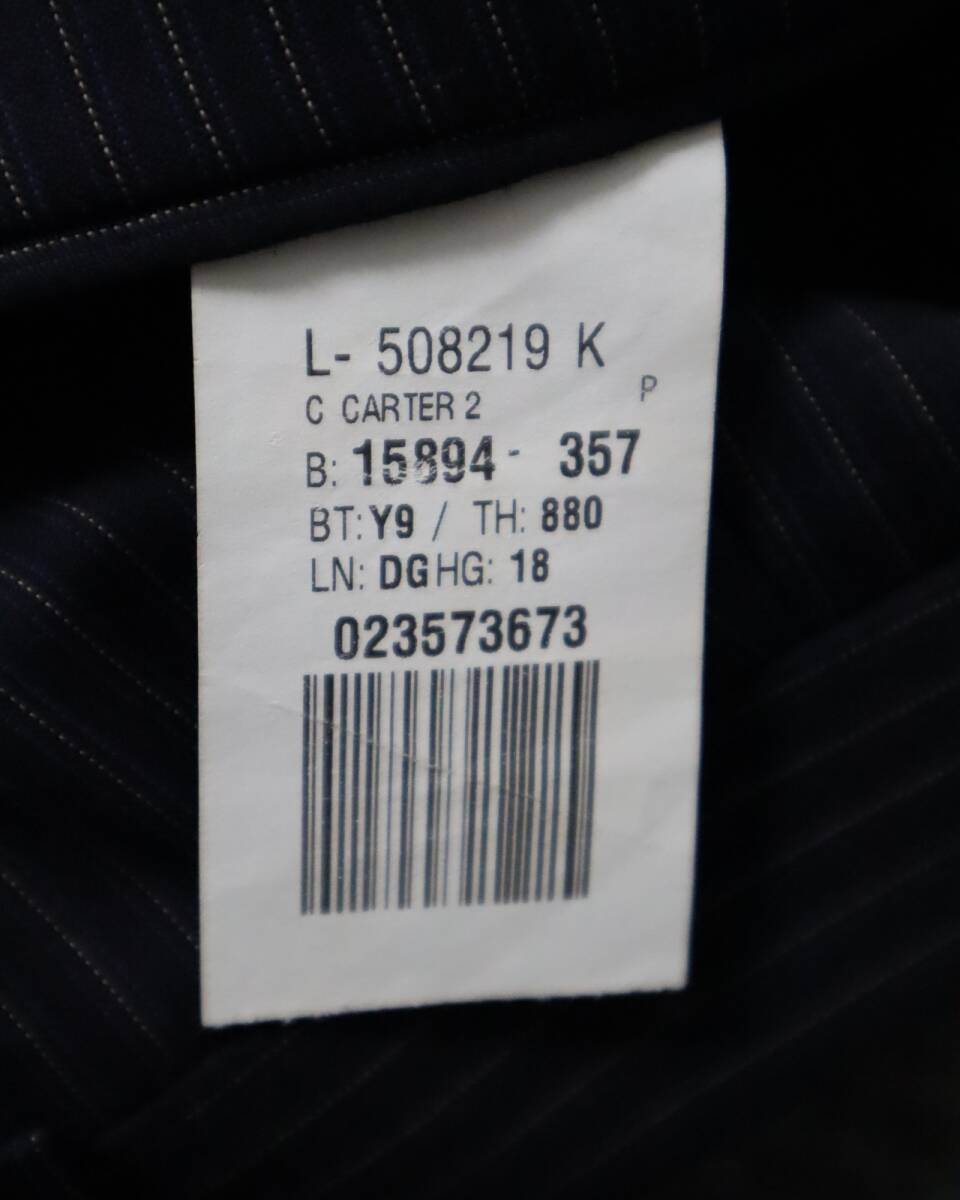 L- 508219 K
C CARTER 2 P
B: 15894- 357
BT: Y9 / TH: 880
LN: DG HG: 18
023573673